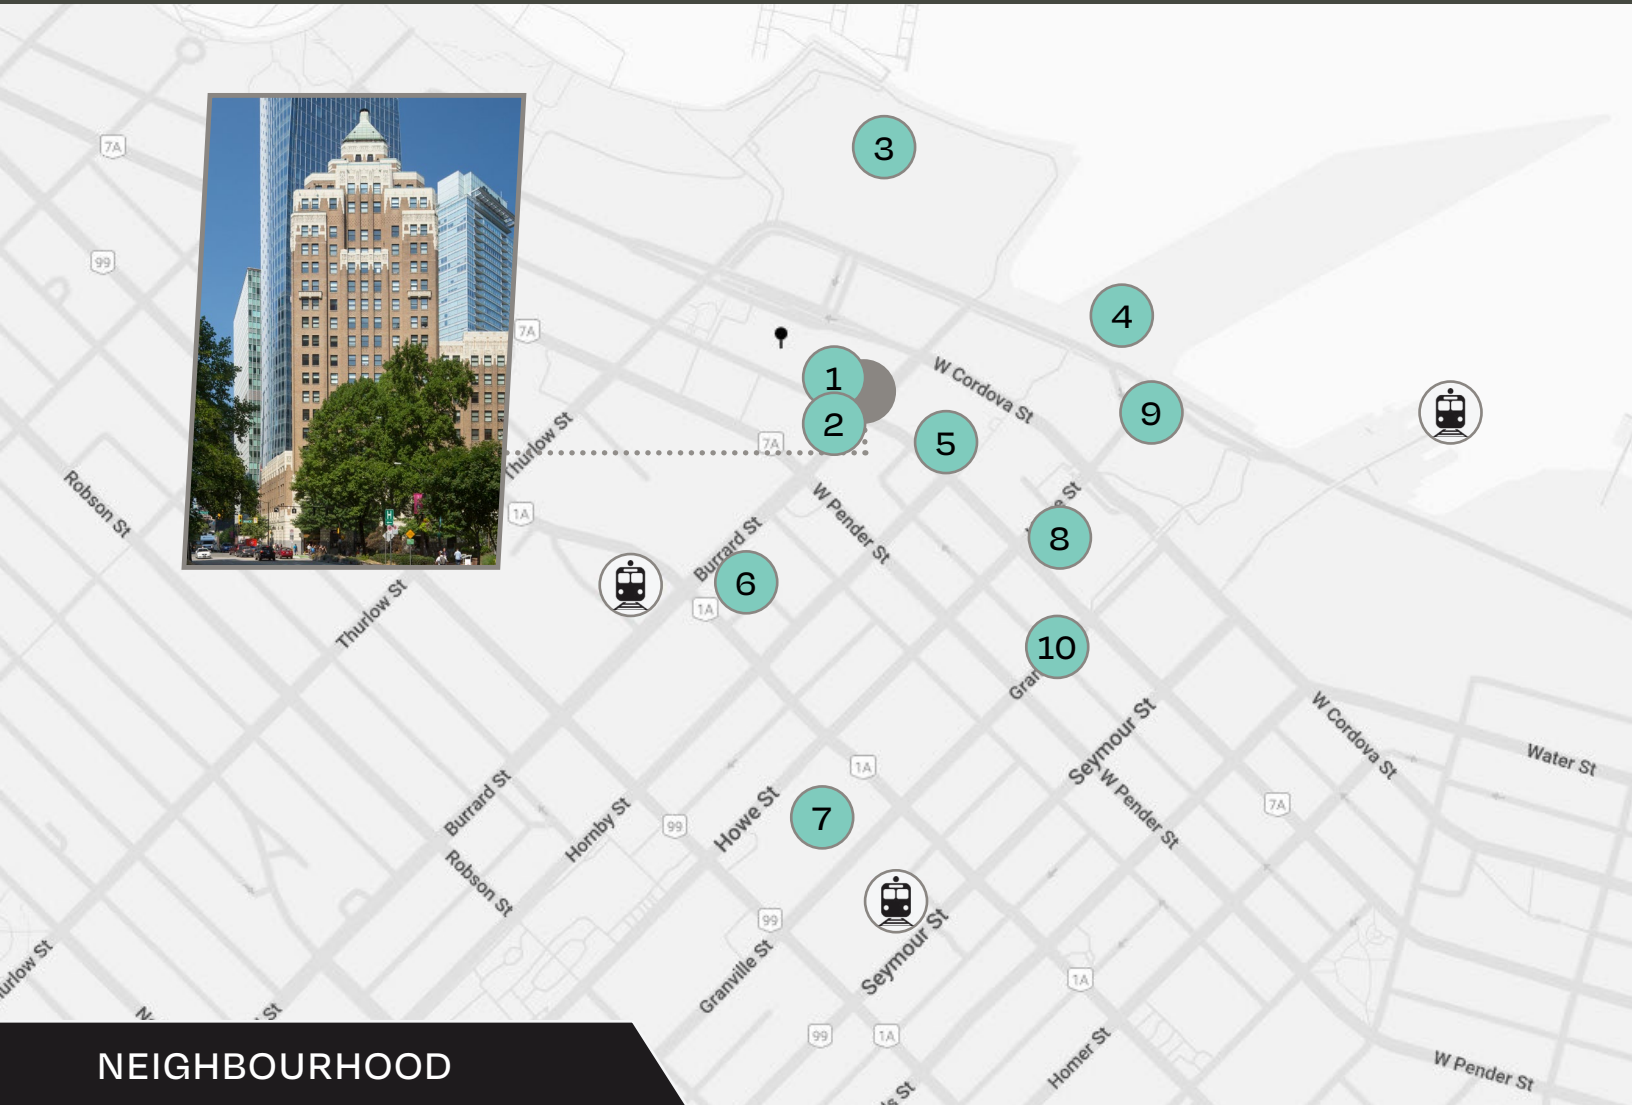 7A
3
99
4
7A
1
W Cordova St
9
2
5
7A
Thurlow St
Robson St
W Pender St
1A
H
8
Burrard St
6
1A
Thurlow St
10
Seymour St
W Cordova St
Water St
1A
Burrard St
Howe St
7
99
Hornby St
W Pender St
7A
Robson St
Seymour St
99
Granville St
1A
99
1A
Homer St
W Pender St
NEIGHBOURHOOD